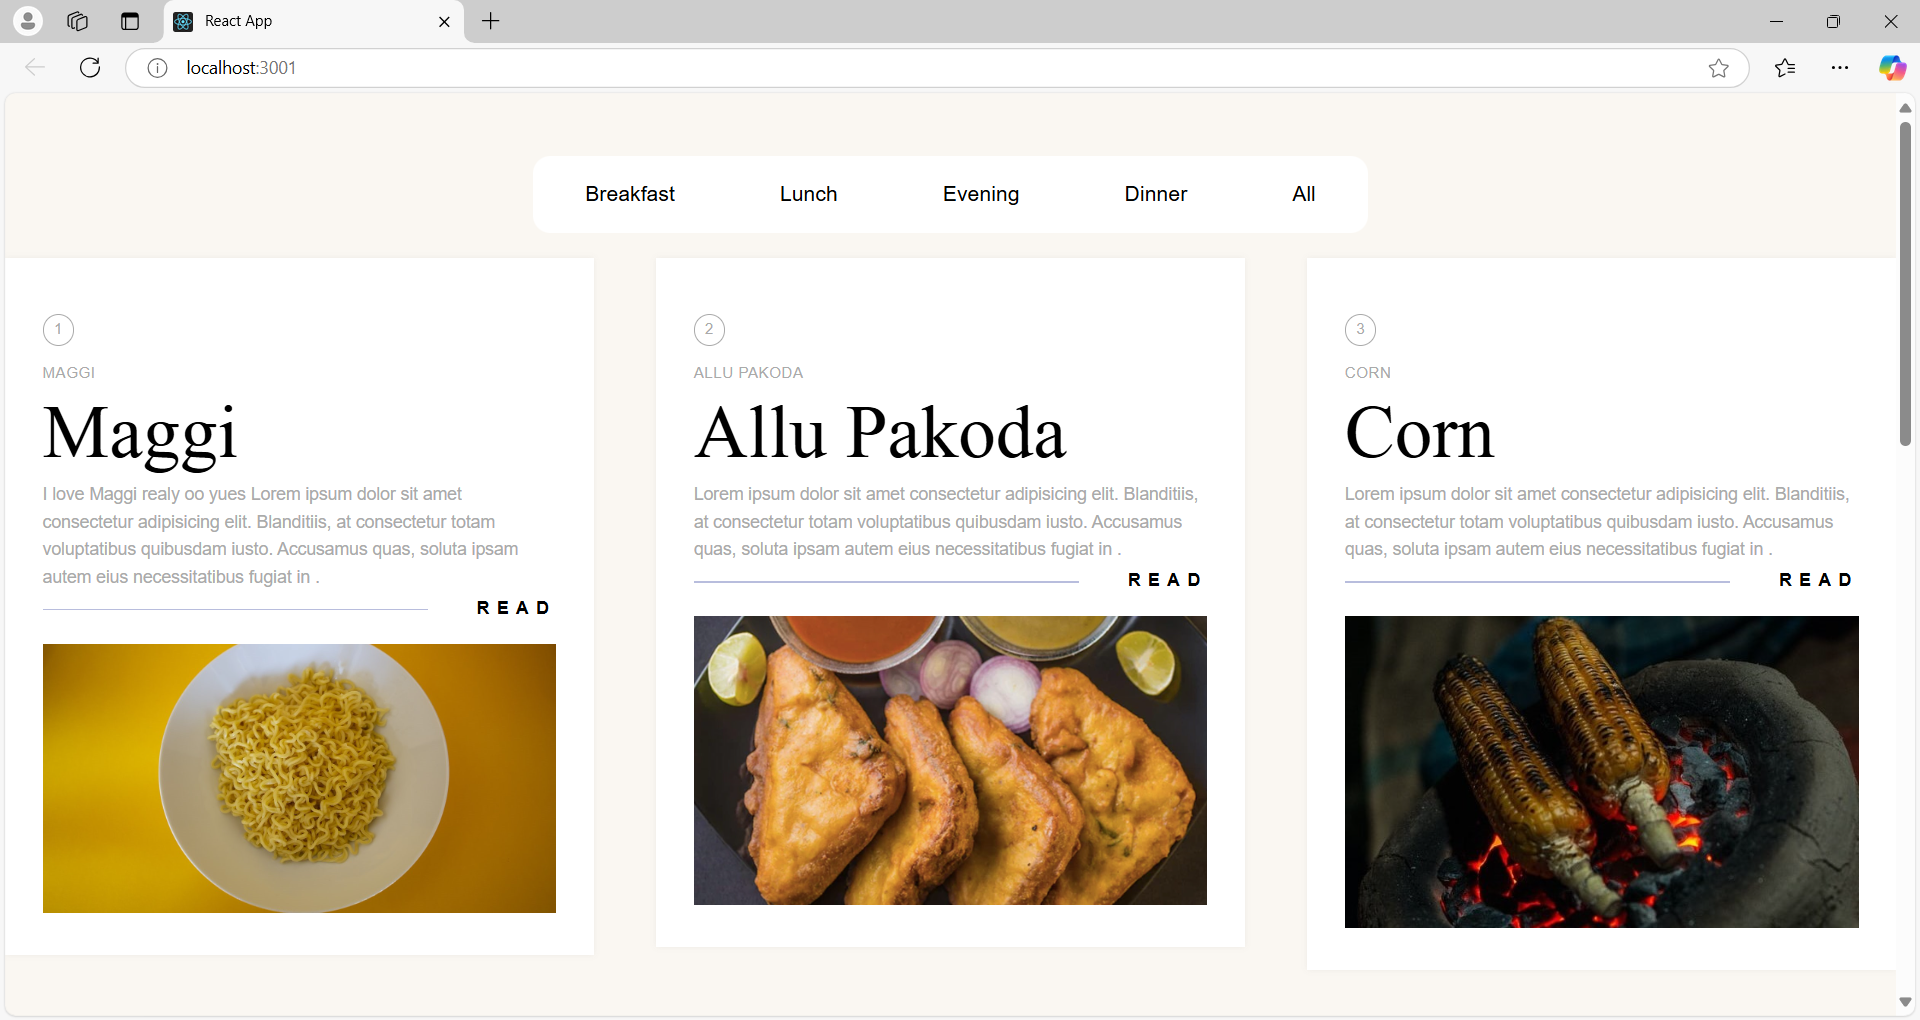 React App
localhost:3001
Breakfast Lunch Evening Dinner All
1
MAGGI
Maggi
I love Maggi realy oo yues Lorem ipsum dolor sit amet
consectetur adipisicing elit. Blanditiis, at consectetur totam
voluptatibus quibusdam iusto. Accusamus quas, soluta ipsam
autem eius necessitatibus fugiat in .
READ
2
ALLU PAKODA
Allu Pakoda
Lorem ipsum dolor sit amet consectetur adipisicing elit. Blanditiis,
at consectetur totam voluptatibus quibusdam iusto. Accusamus
quas, soluta ipsam autem eius necessitatibus fugiat in .
READ
3
CORN
Corn
Lorem ipsum dolor sit amet consectetur adipisicing elit. Blanditiis,
at consectetur totam voluptatibus quibusdam iusto. Accusamus
quas, soluta ipsam autem eius necessitatibus fugiat in .
READ